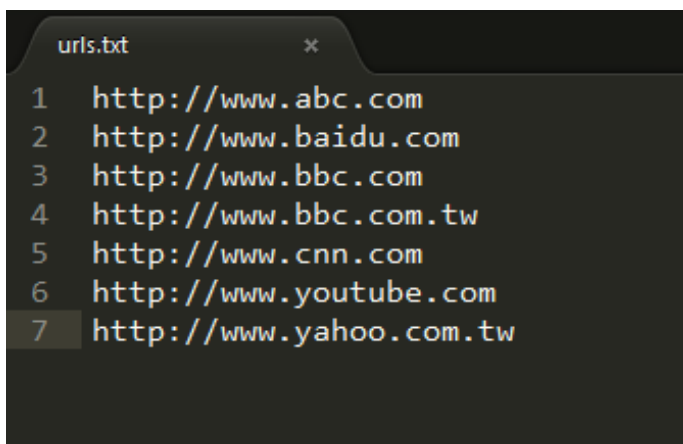 urls.txt ×
1 http://www.abc.com
2 http://www.baidu.com
3 http://www.bbc.com
4 http://www.bbc.com.tw
5 http://www.cnn.com
6 http://www.youtube.com
7 http://www.yahoo.com.tw